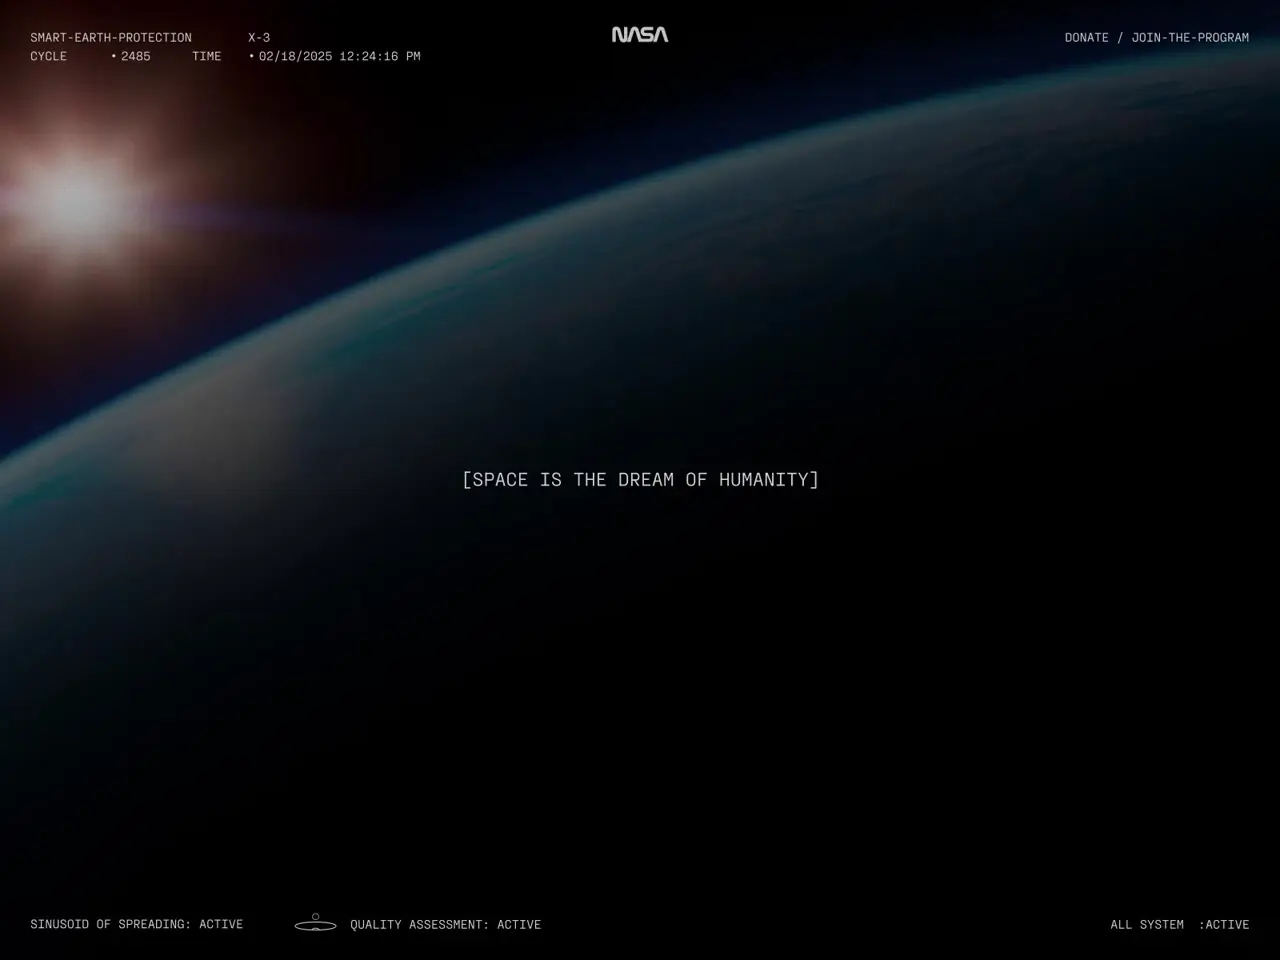 SMART-EARTH-PROTECTION X-3
CYCLE • 2485 TIME • 02/18/2025 12:24:16 PM
NASA
DONATE / JOIN-THE-PROGRAM
[SPACE IS THE DREAM OF HUMANITY]
SINUSOID OF SPREADING: ACTIVE
QUALITY ASSESSMENT: ACTIVE
ALL SYSTEM :ACTIVE